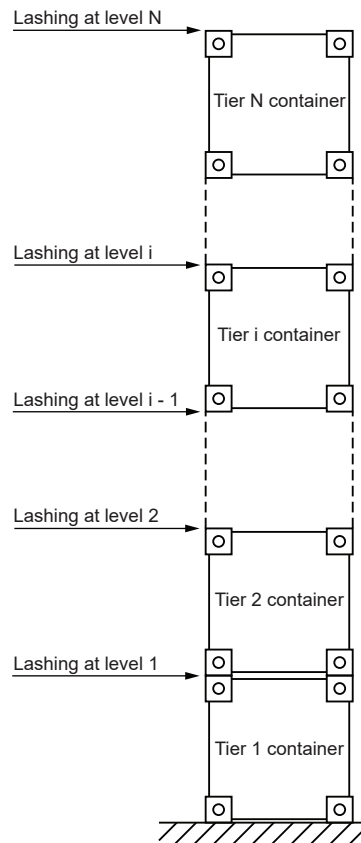 Lashing at level N
Tier N container
Lashing at level i
Tier i container
Lashing at level i - 1
Lashing at level 2
Tier 2 container
Lashing at level 1
Tier 1 container